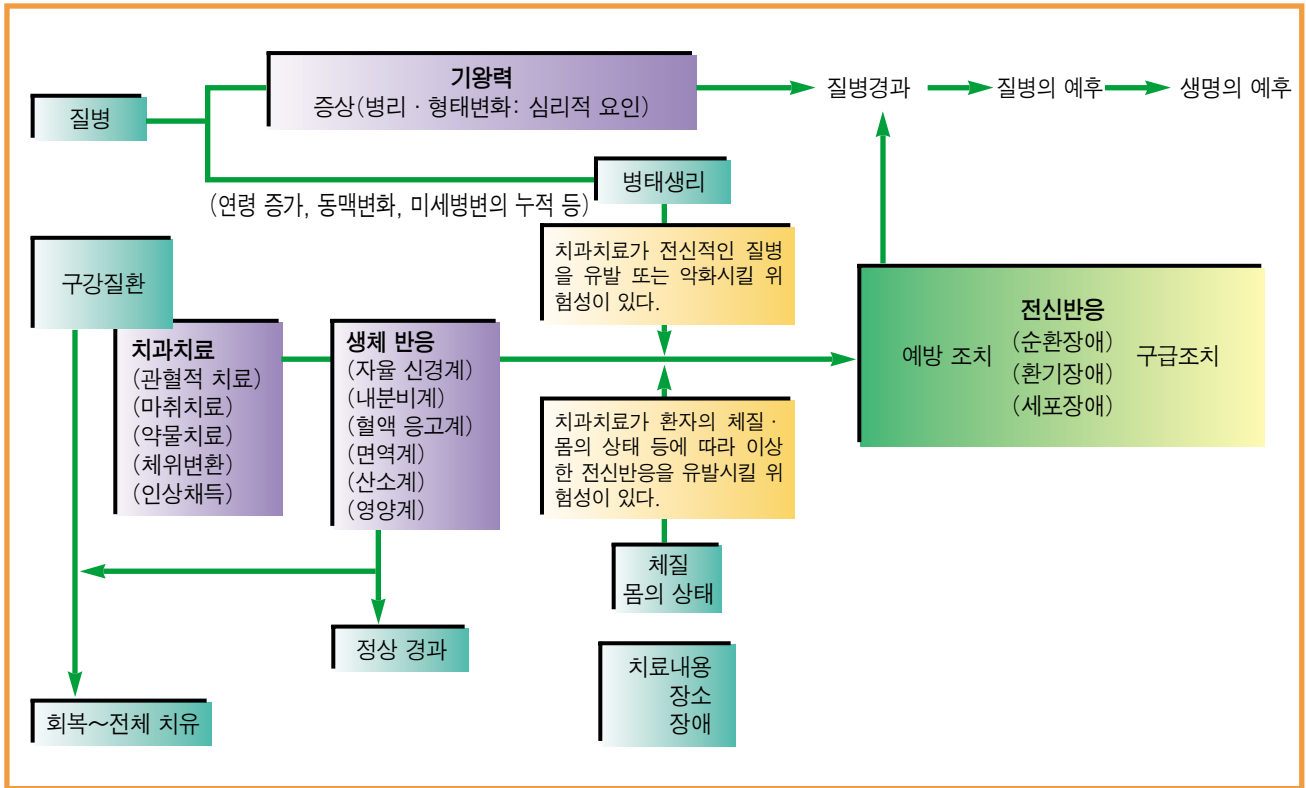 기왕력
증상(병리 · 형태변화: 심리적 요인)
질병
질병경과
질병의 예후
생명의 예후
병태생리
(연령 증가, 동맥변화, 미세병변의 누적 등)
치과치료가 전신적인 질병
을 유발 또는 악화시킬 위
험성이 있다.
구강질환
치과치료
(관혈적 치료)
(마취치료)
(약물치료)
(체위변환)
(인상채득)
생체 반응
(자율 신경계)
(내분비계)
(혈액 응고계)
(면역계)
(산소계)
(영양계)
전신반응
예방 조치
(순환장애)
(환기장애)
(세포장애)
구급조치
치과치료가 환자의 체질 ·
몸의 상태 등에 따라 이상
한 전신반응을 유발시킬 위
험성이 있다.
체질
몸의 상태
정상 경과
치료내용
장소
장애
회복~전체 치유